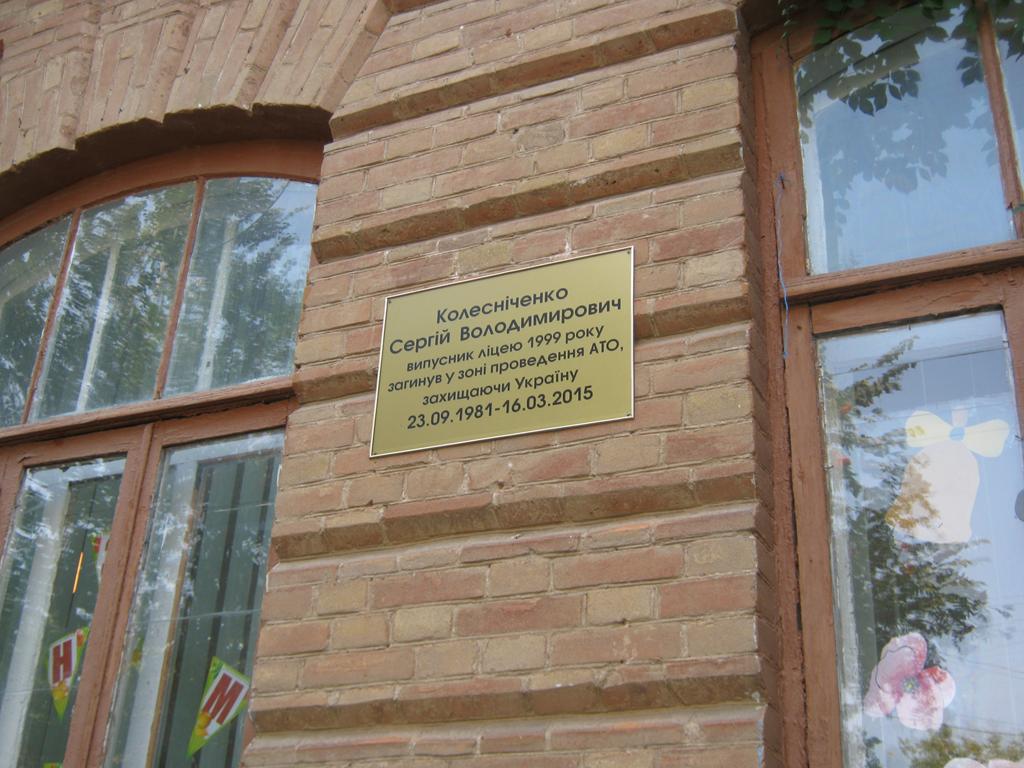 Колесніченко
Сергій Володимирович
випускник ліцею 1999 року
загинув у зоні проведення АТО,
захищаючи Україну
23.09.1981-16.03.2015
Н
М